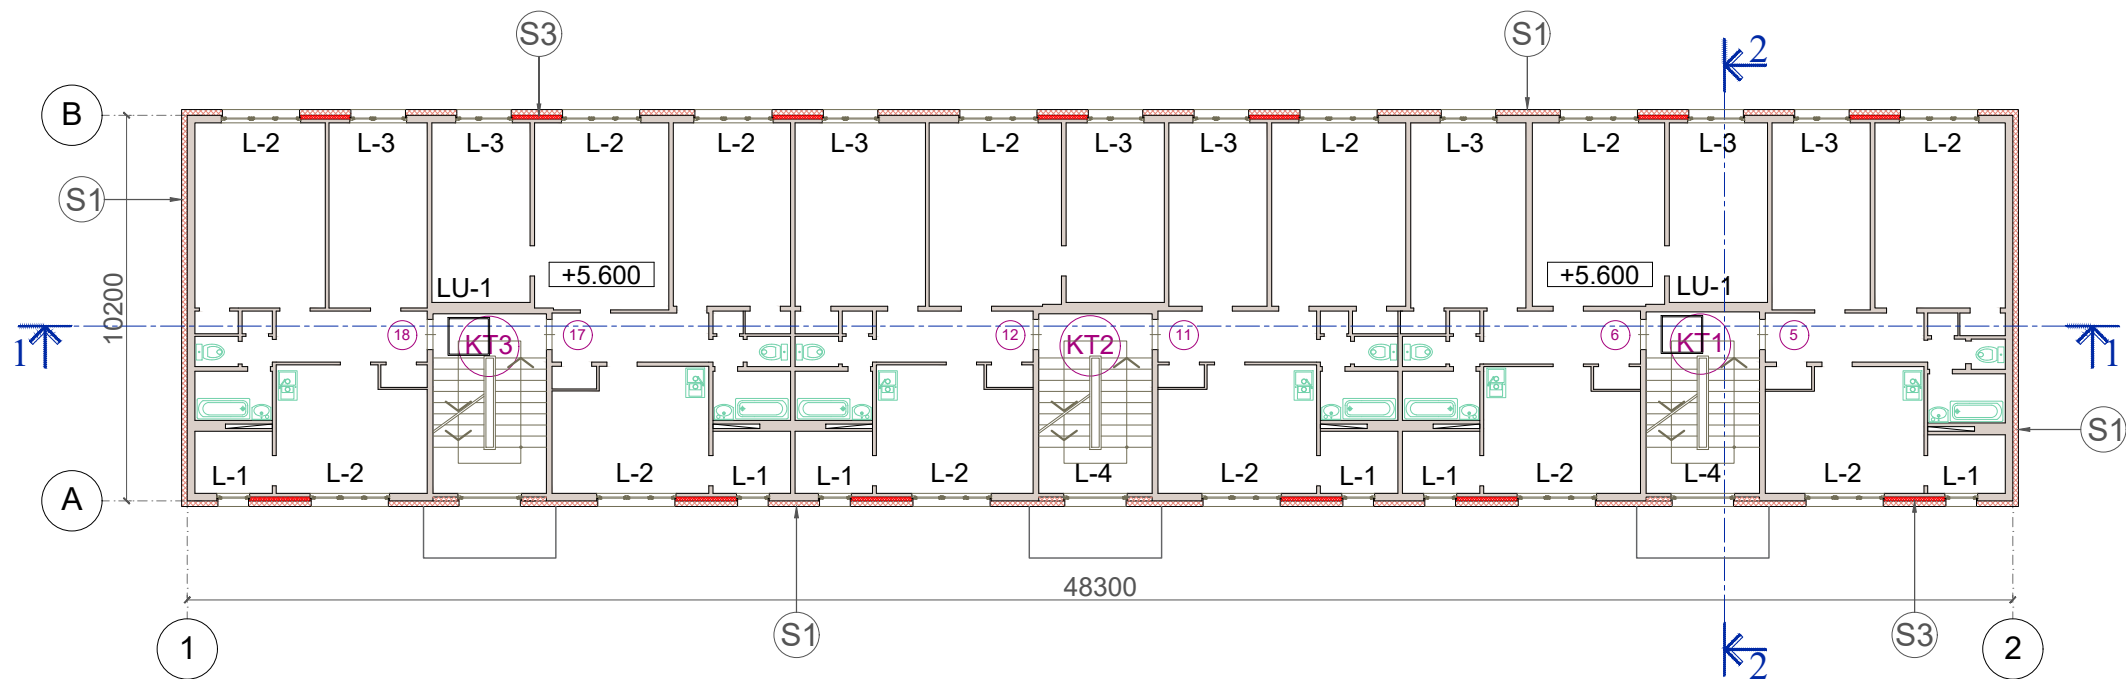 S3 S1 2
B
L-2 L-3 L-3 L-2 L-2 L-3 L-2 L-3 L-3 L-2 L-3 L-2 L-3 L-3 L-2
S1
10200
LU-1 +5.600 +5.600 LU-1
1 18 KT3 17 12 KT2 11 6 KT1 5 1
S1
L-1 L-2 L-2 L-1 L-1 L-2 L-4 L-2 L-1 L-1 L-2 L-4 L-2 L-1
A
48300
1 S1 S3 2
2